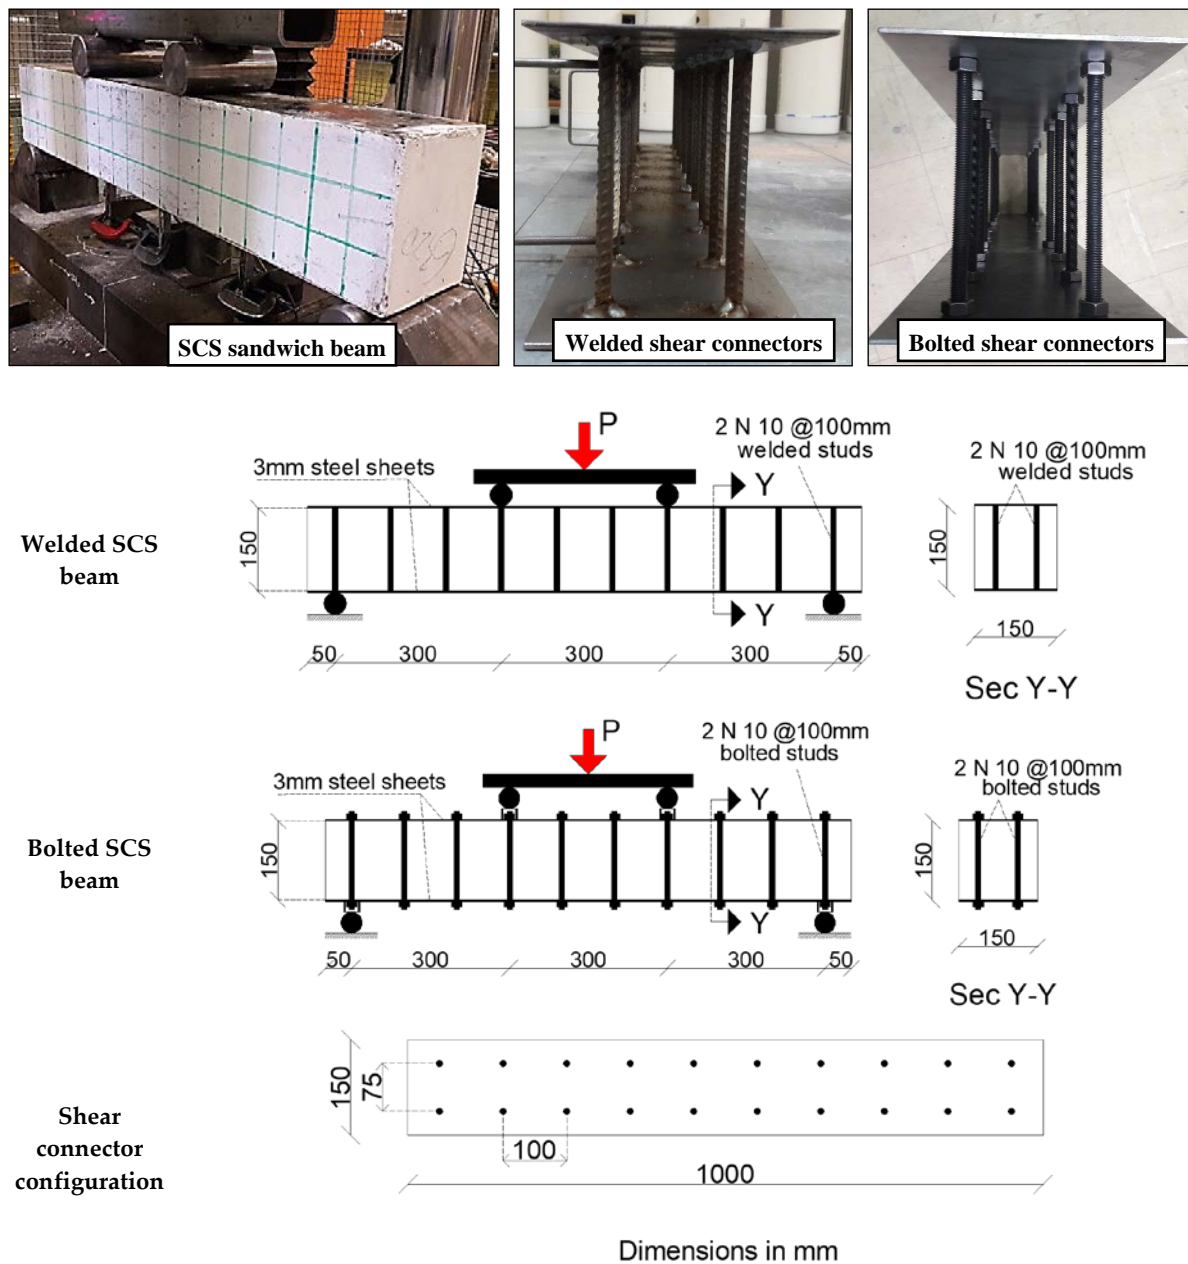 SCS sandwich beam
Welded shear connectors
Bolted shear connectors
P
2 N 10 @100mm
welded studs
3mm steel sheets
Y
2 N 10 @100mm
welded studs
Welded SCS
beam
150
150
Y
50
300
300
300
50
150
Sec Y-Y
P
2 N 10 @100mm
bolted studs
3mm steel sheets
Y
2 N 10 @100mm
bolted studs
Bolted SCS
beam
150
150
Y
50
300
300
300
50
150
Sec Y-Y
Shear
connector
configuration
150
75
100
1000
Dimensions in mm